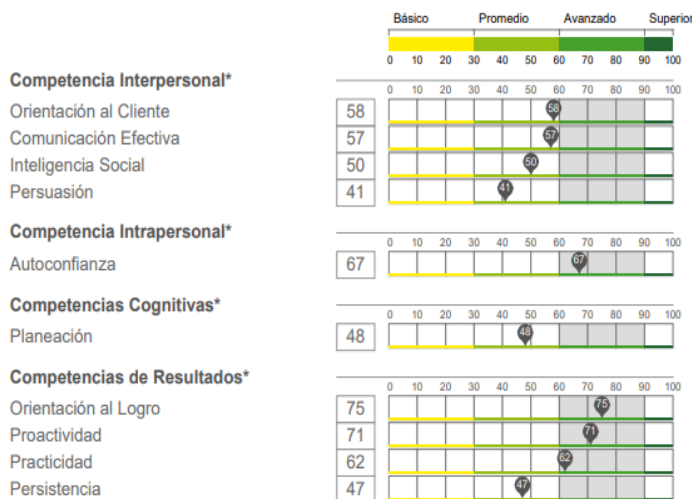 Básico Promedio Avanzado Superior
0 10 20 30 40 50 60 70 80 90 100
Competencia Interpersonal*
0 10 20 30 40 50 60 70 80 90 100
Orientación al Cliente 58 58
Comunicación Efectiva 57 57
Inteligencia Social 50 50
Persuasión 41 41
Competencia Intrapersonal*
0 10 20 30 40 50 60 70 80 90 100
Autoconfianza 67 67
Competencias Cognitivas*
0 10 20 30 40 50 60 70 80 90 100
Planeación 48 48
Competencias de Resultados*
0 10 20 30 40 50 60 70 80 90 100
Orientación al Logro 75 75
Proactividad 71 71
Practicidad 62 62
Persistencia 47 47